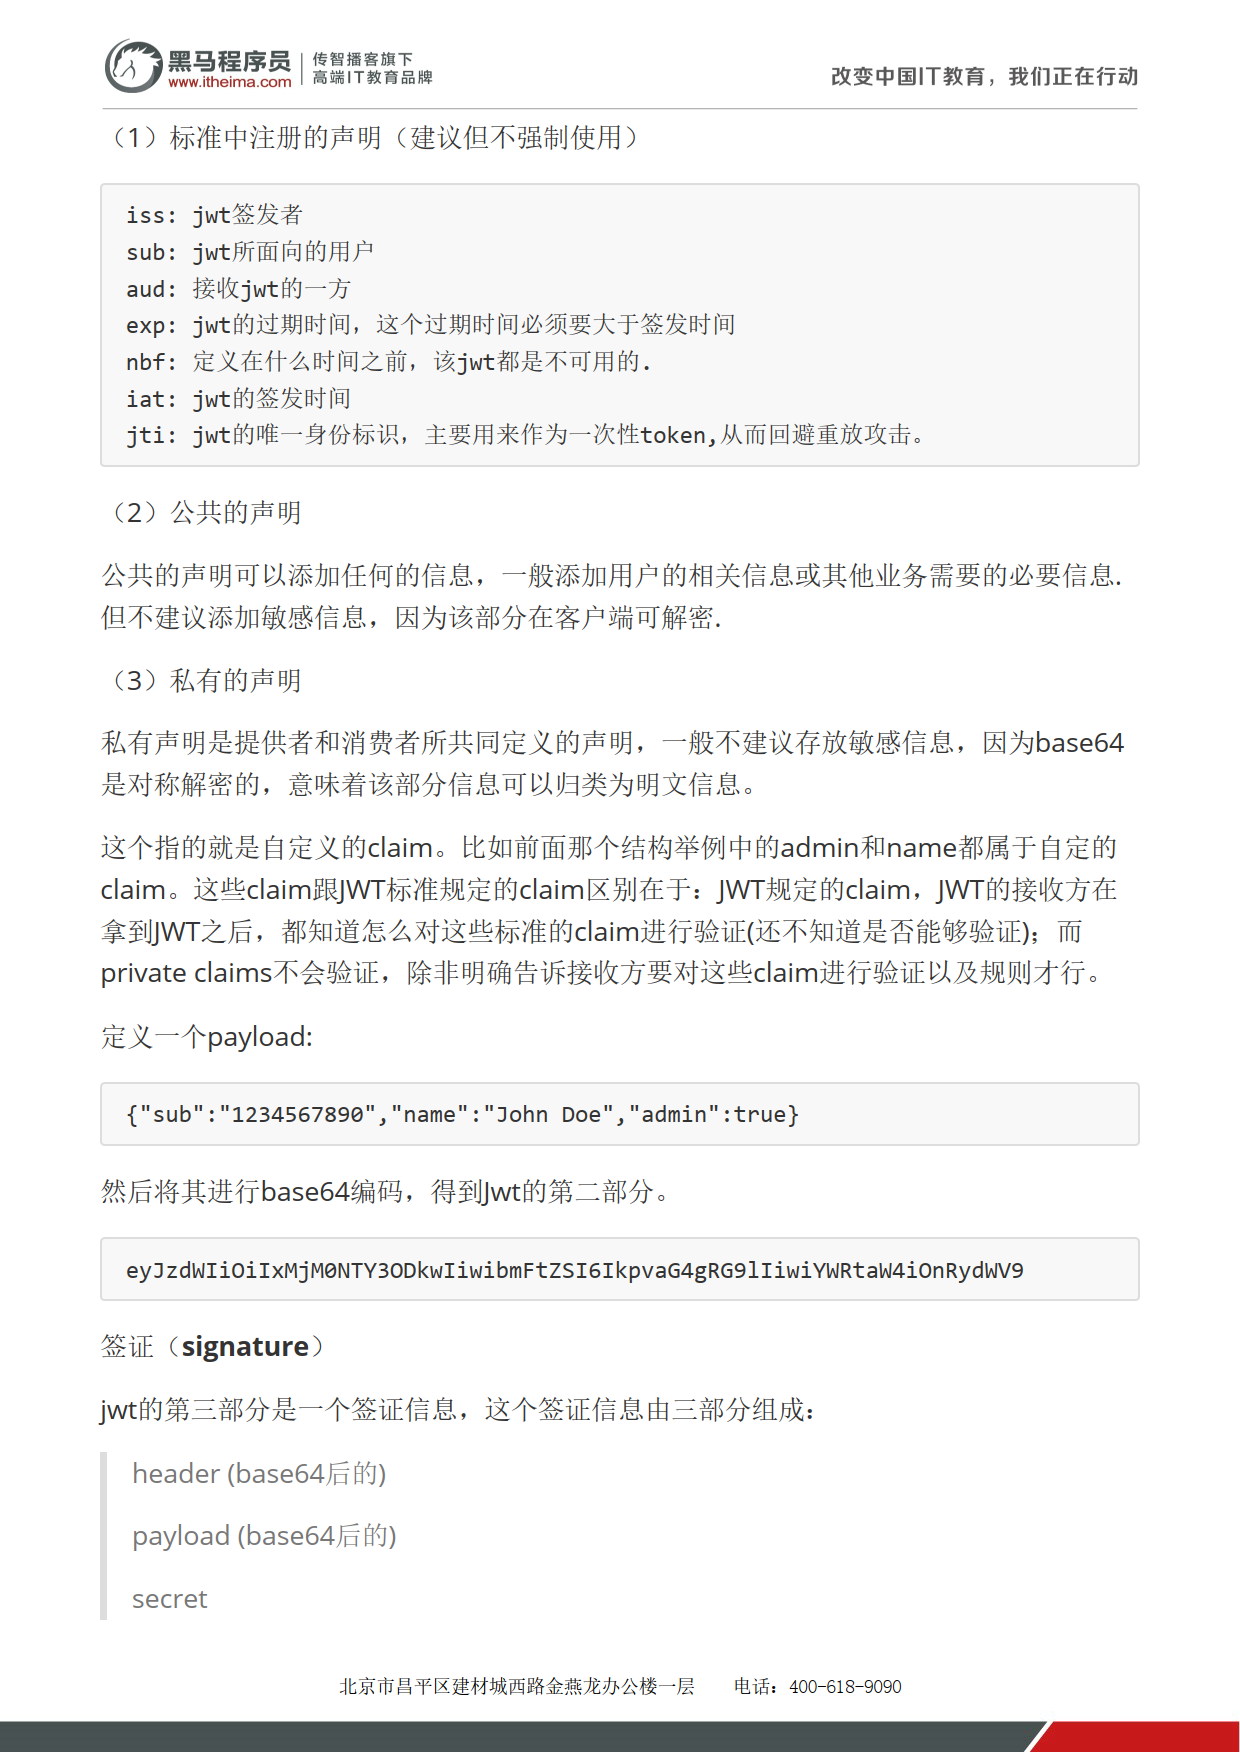 黑马程序员
www.itheima.com
传智播客旗下
高端IT教育品牌
改变中国IT教育，我们正在行动
（1）标准中注册的声明（建议但不强制使用）
iss: jwt签发者
sub: jwt所面向的用户
aud: 接收jwt的一方
exp: jwt的过期时间，这个过期时间必须要大于签发时间
nbf: 定义在什么时间之前，该jwt都是不可用的.
iat: jwt的签发时间
jti: jwt的唯一身份标识，主要用来作为一次性token,从而回避重放攻击。
（2）公共的声明
公共的声明可以添加任何的信息，一般添加用户的相关信息或其他业务需要的必要信息.
但不建议添加敏感信息，因为该部分在客户端可解密.
（3）私有的声明
私有声明是提供者和消费者所共同定义的声明，一般不建议存放敏感信息，因为base64
是对称解密的，意味着该部分信息可以归类为明文信息。
这个指的就是自定义的claim。比如前面那个结构举例中的admin和name都属于自定的
claim。这些claim跟JWT标准规定的claim区别在于：JWT规定的claim，JWT的接收方在
拿到JWT之后，都知道怎么对这些标准的claim进行验证(还不知道是否能够验证)；而
private claims不会验证，除非明确告诉接收方要对这些claim进行验证以及规则才行。
定义一个payload:
{"sub":"1234567890","name":"John Doe","admin":true}
然后将其进行base64编码，得到Jwt的第二部分。
eyJzdWIiOiIxMjM0NTY3ODkwIiwibmFtZSI6IkpvaG4gRG9lIiwiYWRtaW4iOnRydWV9
签证（signature）
jwt的第三部分是一个签证信息，这个签证信息由三部分组成：
header (base64后的)
payload (base64后的)
secret
北京市昌平区建材城西路金燕龙办公楼一层 电话：400-618-9090